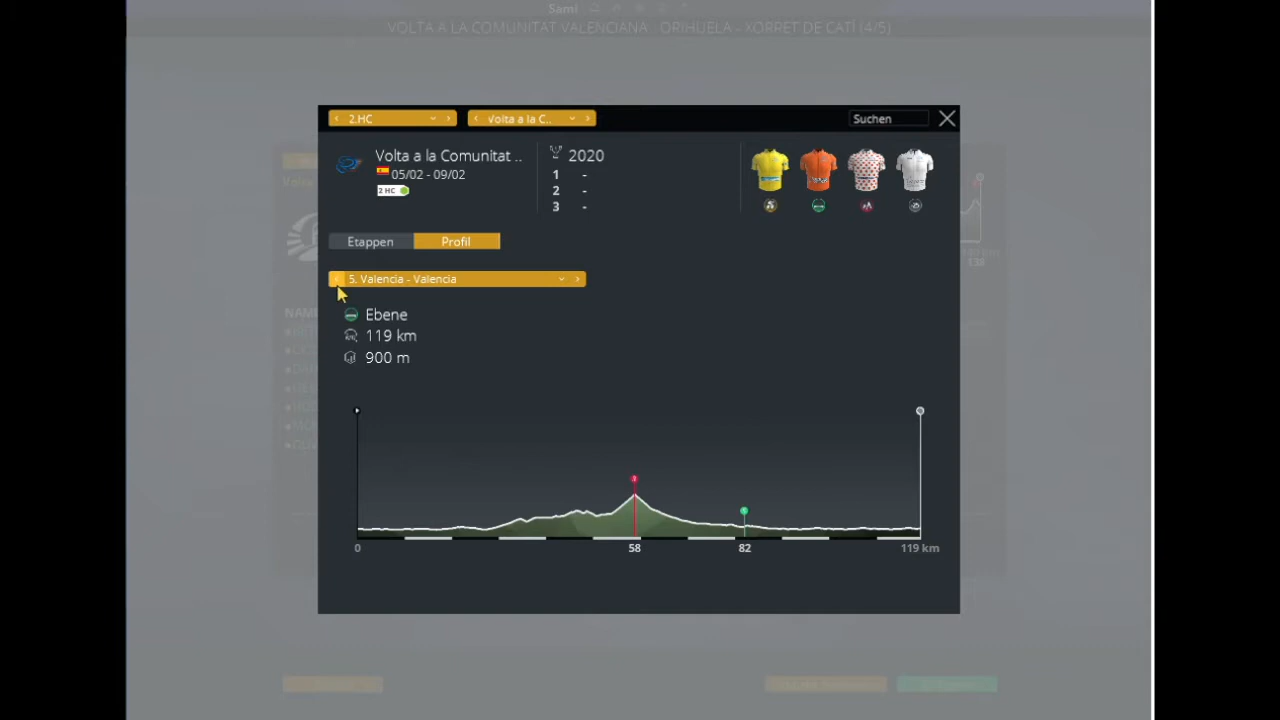 Sami
VOLTA A LA COMUNITAT VALENCIANA : ORIHUELA - XORRET DE CATÍ (4/5)
2.HC
Volta a la C..
Suchen
Volta a la Comunitat ..
05/02 - 09/02
2 HC
2020
1 -
2 -
3 -
Etappen
Profil
5. Valencia - Valencia
Ebene
119 km
900 m
0
58
82
119 km
138